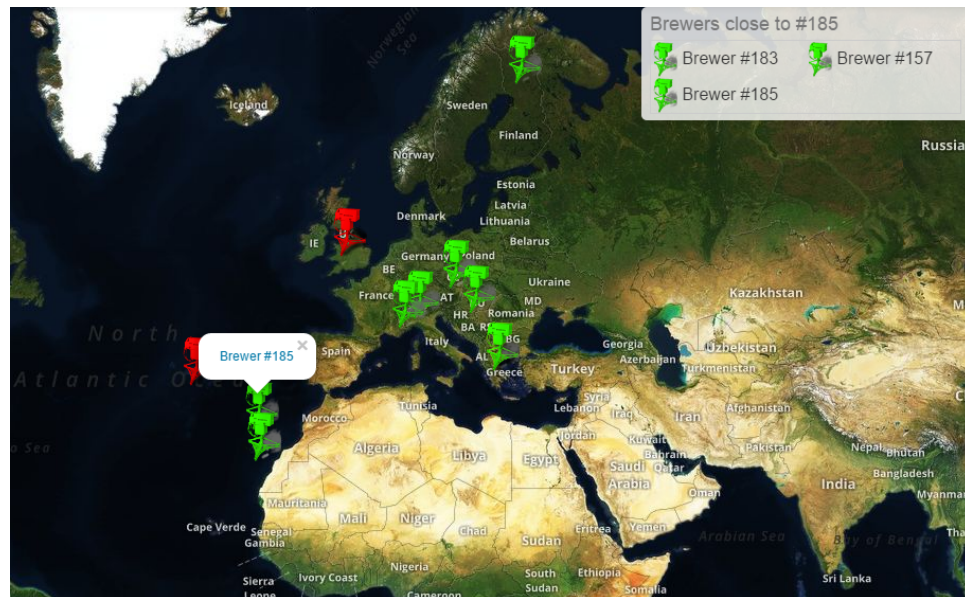 Brewers close to #185
Brewer #183
Brewer #157
Brewer #185
Norwegian
Sea
Iceland
Sweden
Finland
Russia
Norway
Estonia
Latvia
Denmark
Lithuania
IE
U
Belarus
Germany
Poland
BE
Ukraine
France
AT
MD
Kazakhstan
HR
Romania
North
BA
BG
Italy
Georgia
Uzbekistan
Brewer #185
×
Spain
AL
Azerbaijan
Turkmenistan
Greece
Turkey
Atlantic
Syria
Tunisia
Lebanon
Iraq
Iran
Afghanistan
Morocco
Jordan
Kuwait
Pakistan
Nepal
Algeria
Libya
Egypt
Bahrain
Bhutan
Saudi
Arabia
Qatar
Bangladesh
India
Oman
Myanmar
Mauritania
Mali
Niger
Cape Verde
Senegal
Chad
Eritrea
Yemen
Arabian Sea
Bay of Bengal
Gambia
Sudan
Nigeria
Ethiopia
Sierra
Leone
Ivory Coast
South
Sudan
Somalia
Sri Lanka
Cameroon